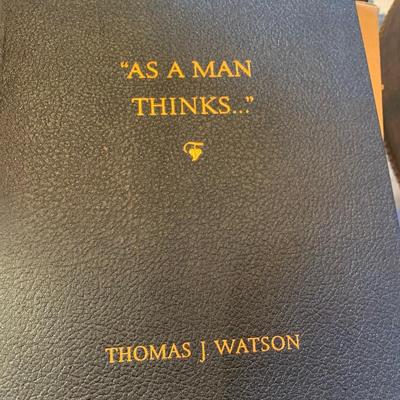 “AS A MAN
THINKS...”
THOMAS J WATSON